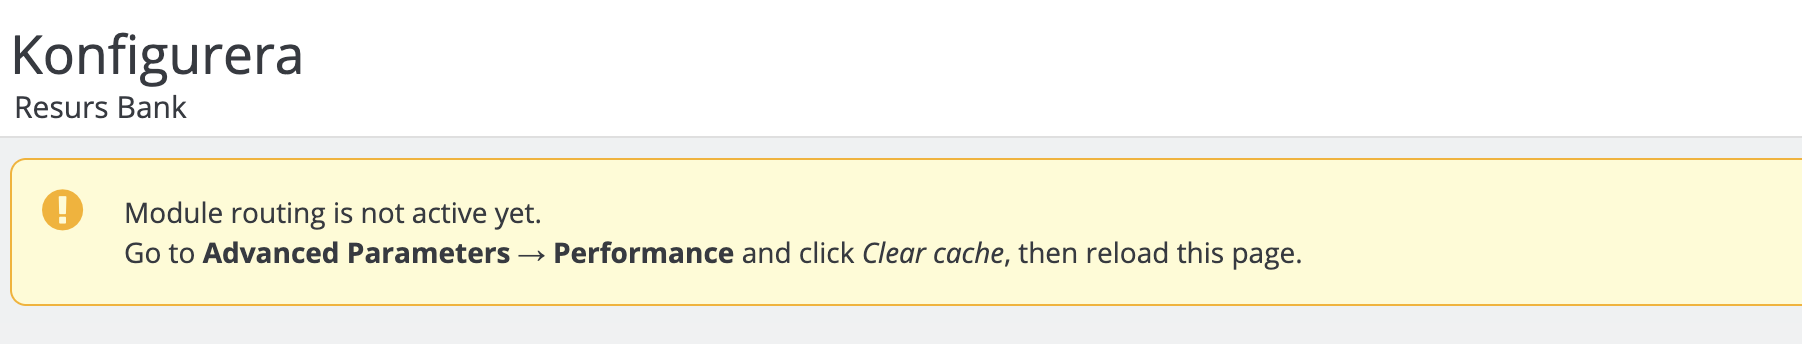 Konfigurera
Resurs Bank
Module routing is not active yet.
Go to Advanced Parameters → Performance and click Clear cache, then reload this page.